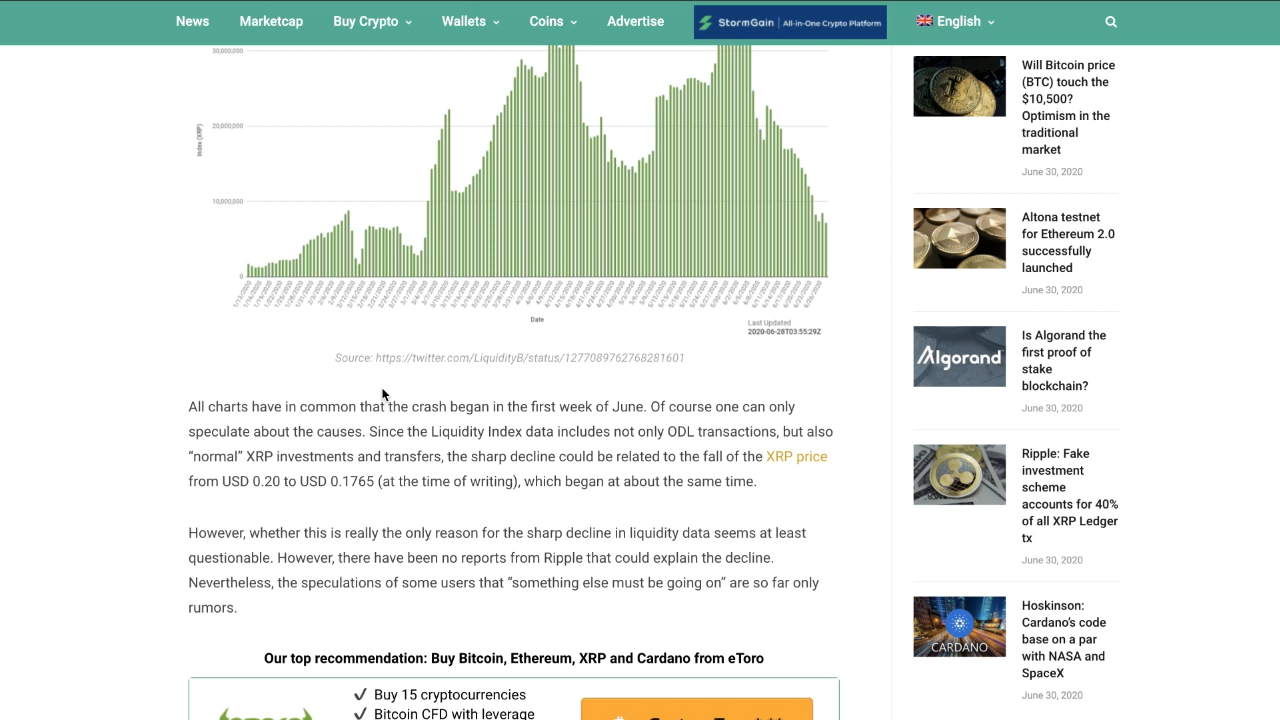 News
Marketcap
Buy Crypto
Wallets
Coins
Advertise
StormGain | All-in-One Crypto Platform
English
30,000,000
20,000,000
10,000,000
0
Index (XRP)
Date
Last Updated
2020-06-28T03:55:29Z
Source: https://twitter.com/LiquidityB/status/1277089762768281601
All charts have in common that the crash began in the first week of June. Of course one can only
speculate about the causes. Since the Liquidity Index data includes not only ODL transactions, but also
“normal” XRP investments and transfers, the sharp decline could be related to the fall of the XRP price
from USD 0.20 to USD 0.1765 (at the time of writing), which began at about the same time.
However, whether this is really the only reason for the sharp decline in liquidity data seems at least
questionable. However, there have been no reports from Ripple that could explain the decline.
Nevertheless, the speculations of some users that “something else must be going on” are so far only
rumors.
Our top recommendation: Buy Bitcoin, Ethereum, XRP and Cardano from eToro
✓ Buy 15 cryptocurrencies
✓ Bitcoin CFD with leverage
Will Bitcoin price
(BTC) touch the
$10,500?
Optimism in the
traditional
market
June 30, 2020
Altona testnet
for Ethereum 2.0
successfully
launched
June 30, 2020
Algorand
Is Algorand the
first proof of
stake
blockchain?
June 30, 2020
Ripple: Fake
investment
scheme
accounts for 40%
of all XRP Ledger
tx
June 30, 2020
CARDANO
Hoskinson:
Cardano’s code
base on a par
with NASA and
SpaceX
June 30, 2020